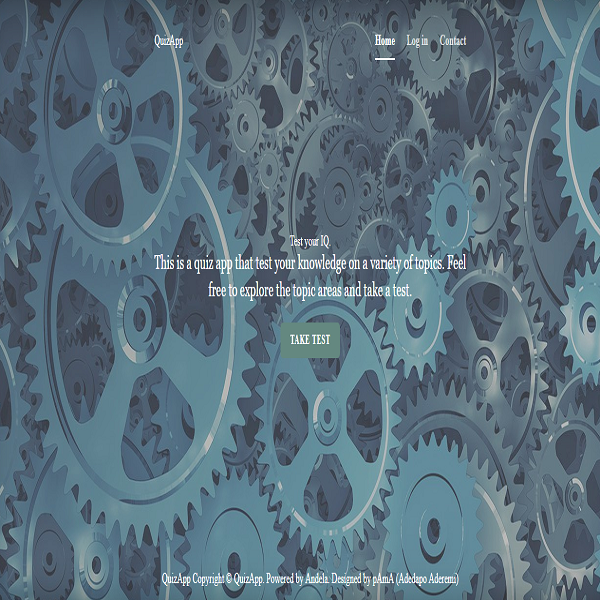 QuizApp
Home Log in Contact
Test your IQ.
This is a quiz app that test your knowledge on a variety of topics. Feel
free to explore the topic areas and take a test.
TAKE TEST
QuizApp Copyright © QuizApp. Powered by Andela. Designed by pAmA (Adedapo Aderemi)